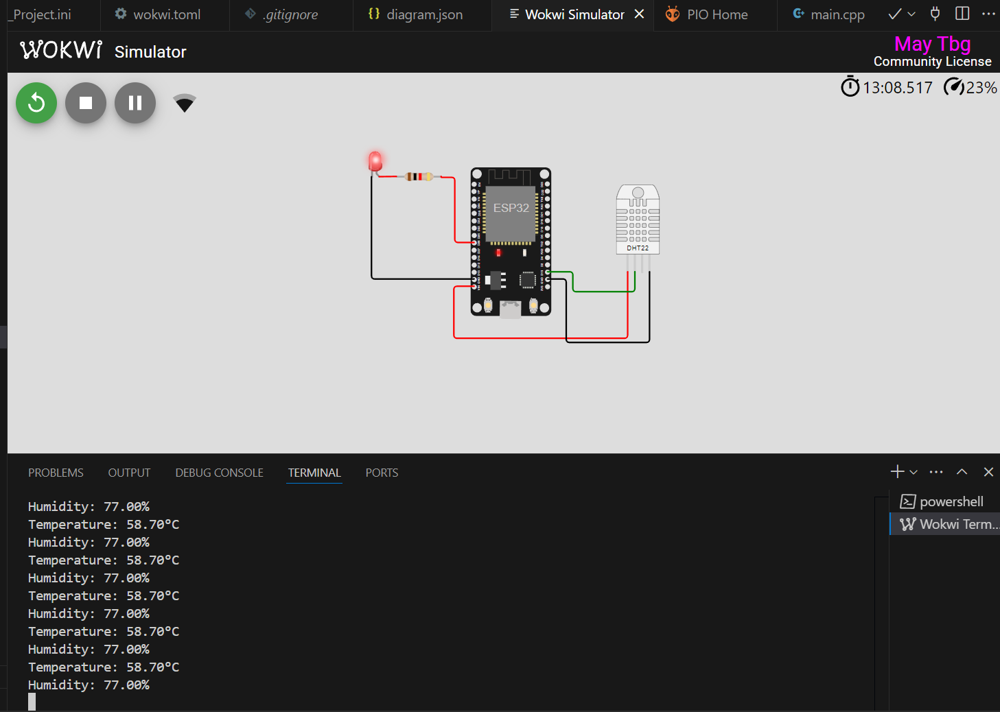 _Project.ini
wokwi.toml
.gitignore
{} diagram.json
Wokwi Simulator
PIO Home
main.cpp
WOKWi Simulator
May Tbg
Community License
13:08.517
23%
ESP32
DHT22
PROBLEMS
OUTPUT
DEBUG CONSOLE
TERMINAL
PORTS
Humidity: 77.00%
Temperature: 58.70°C
Humidity: 77.00%
Temperature: 58.70°C
Humidity: 77.00%
Temperature: 58.70°C
Humidity: 77.00%
Temperature: 58.70°C
Humidity: 77.00%
Temperature: 58.70°C
Humidity: 77.00%
powershell
Wokwi Term...